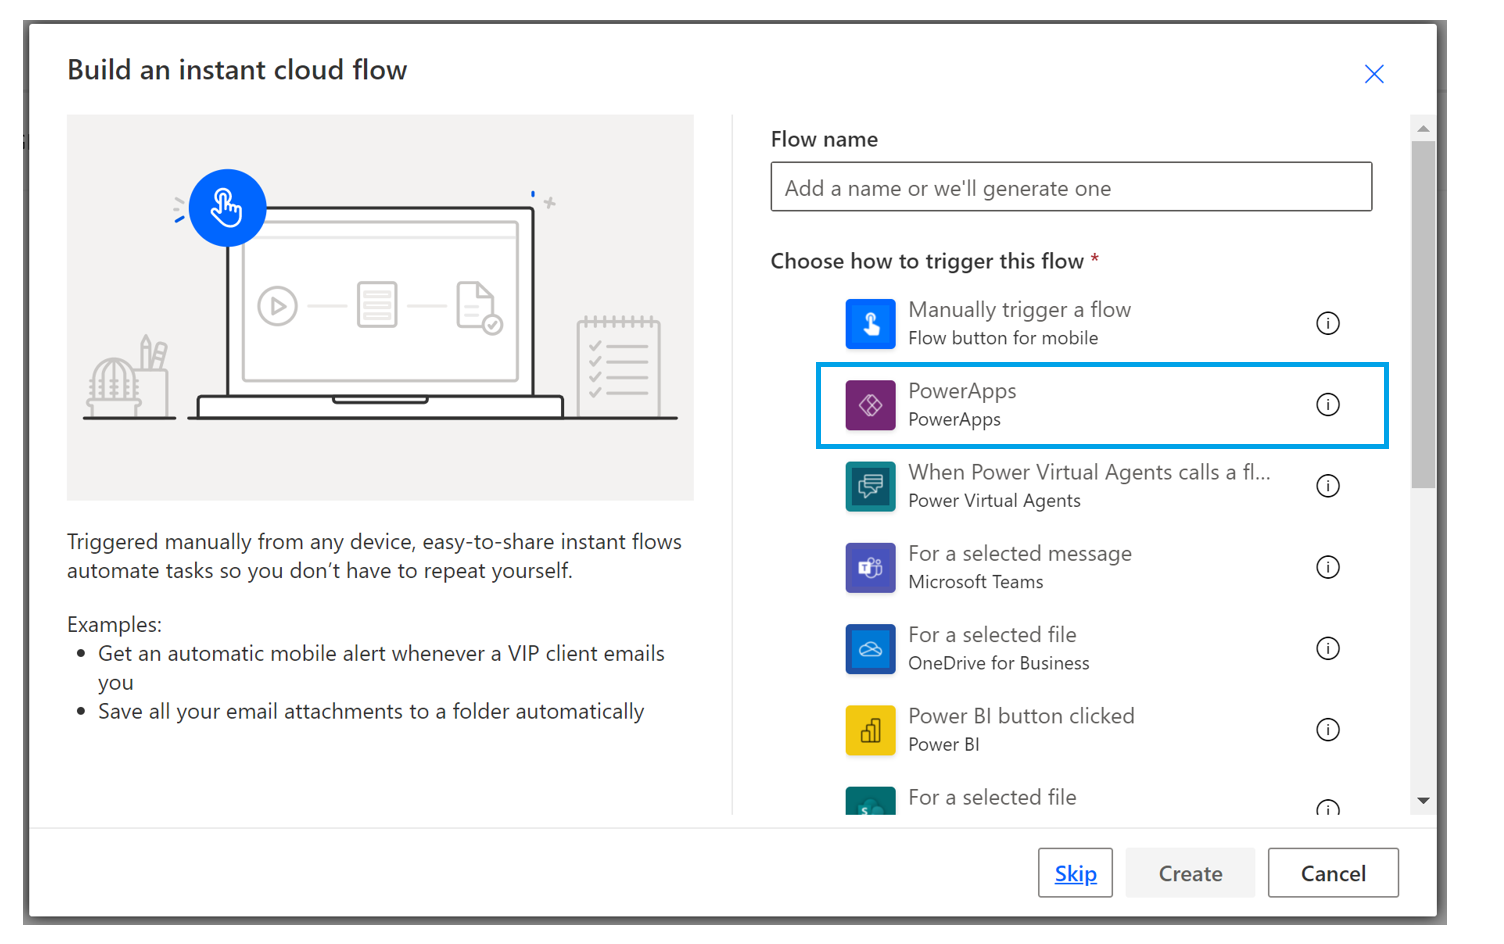 Build an instant cloud flow
Triggered manually from any device, easy-to-share instant flows
automate tasks so you don’t have to repeat yourself.
Examples:
• Get an automatic mobile alert whenever a VIP client emails
you
• Save all your email attachments to a folder automatically
Flow name
Add a name or we'll generate one
Choose how to trigger this flow *
Manually trigger a flow
Flow button for mobile
PowerApps
PowerApps
When Power Virtual Agents calls a fl...
Power Virtual Agents
For a selected message
Microsoft Teams
For a selected file
OneDrive for Business
Power BI button clicked
Power BI
For a selected file
Skip
Create
Cancel